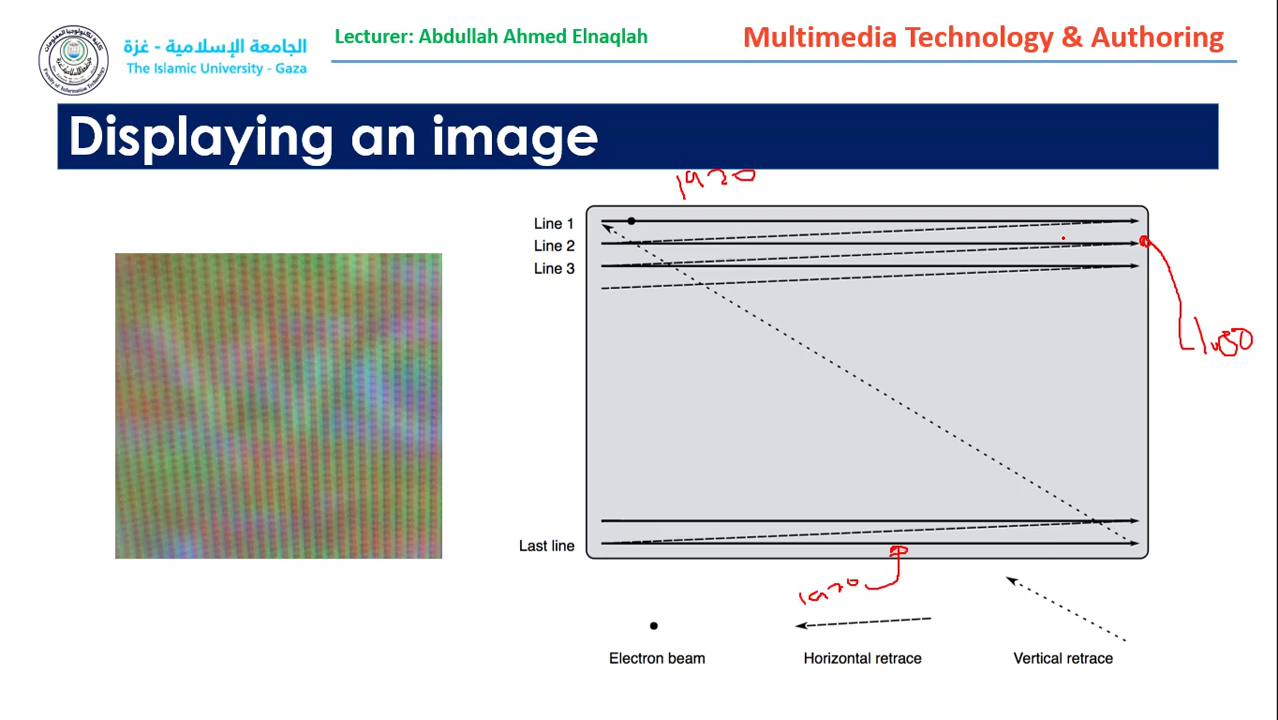 الجامعة الإسلامية - غزة
The Islamic University - Gaza
Lecturer: Abdullah Ahmed Elnaqlah
Multimedia Technology & Authoring
Displaying an image
1920
Line 1
Line 2
Line 3
1080
Last line
1920
Electron beam
Horizontal retrace
Vertical retrace